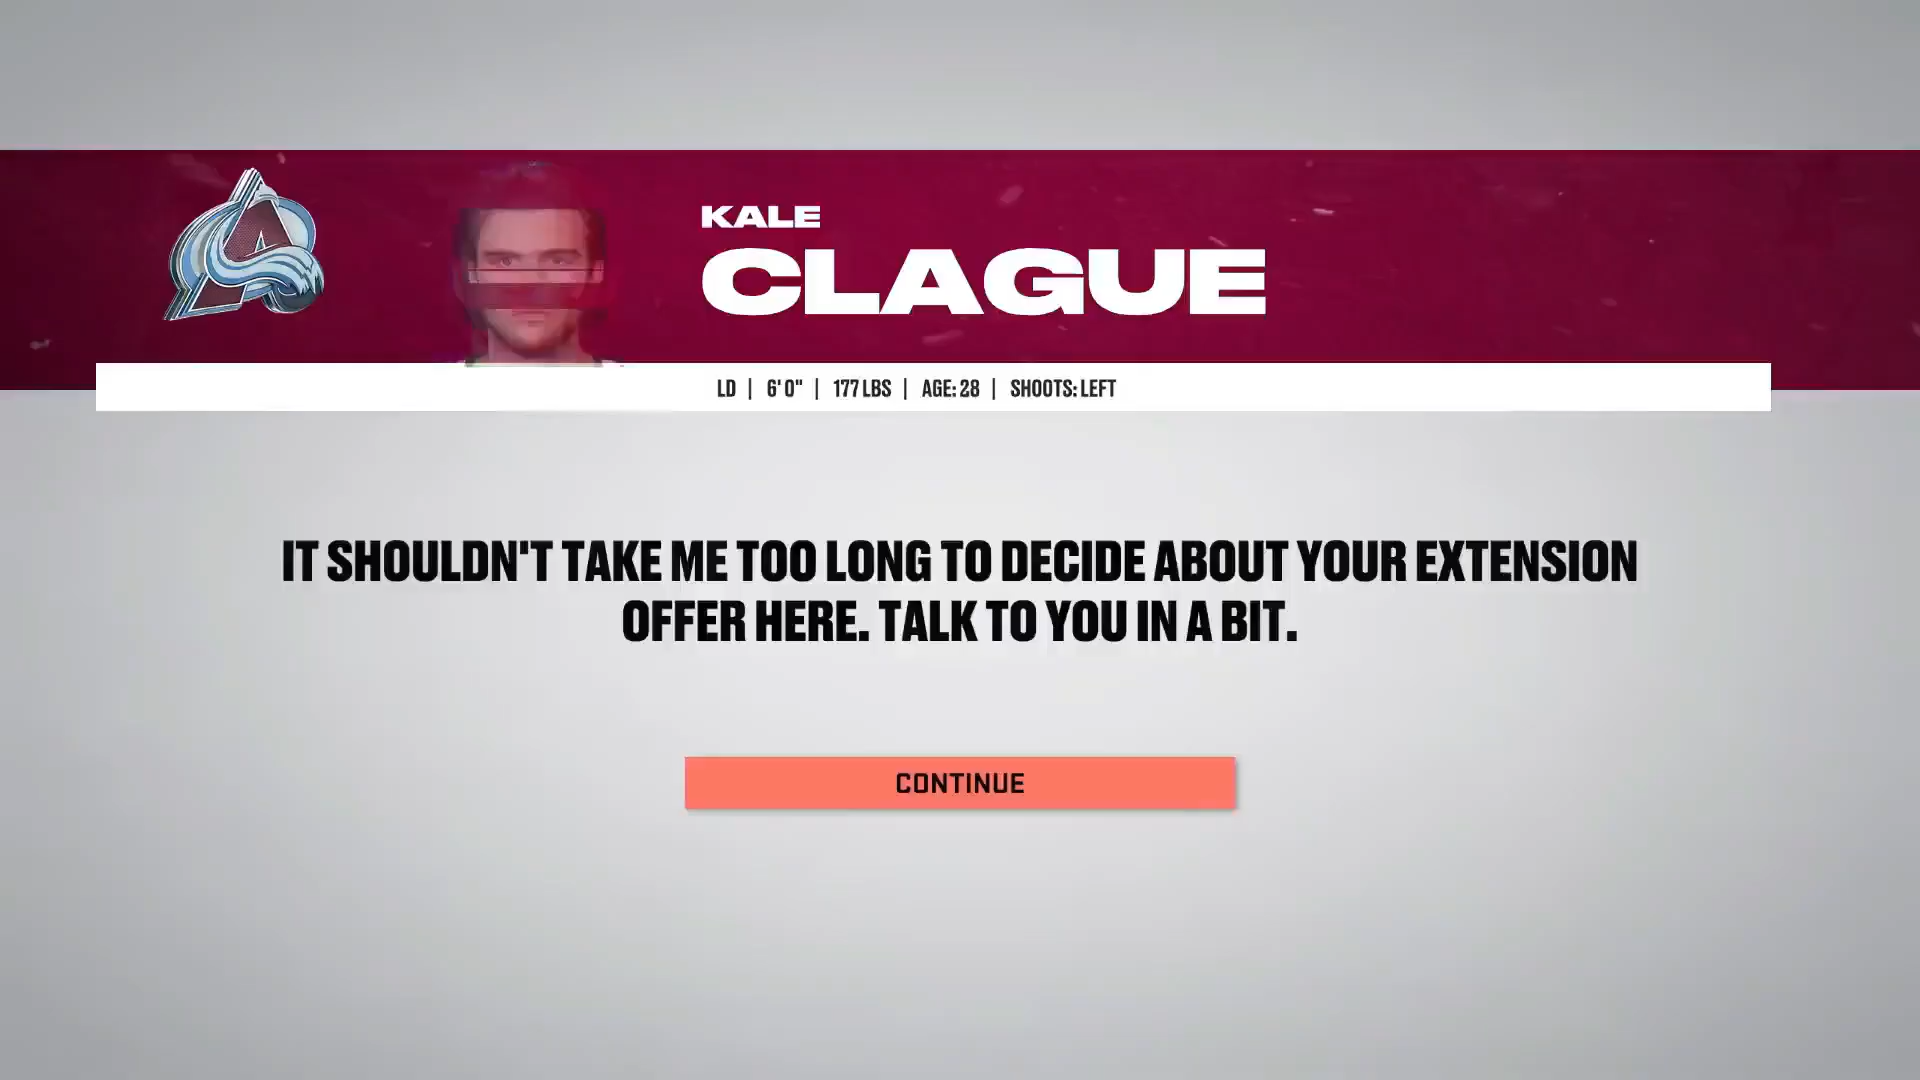 KALE
CLAGUE
LD | 6'0" | 177 LBS | AGE: 28 | SHOOTS: LEFT
IT SHOULDN'T TAKE ME TOO LONG TO DECIDE ABOUT YOUR EXTENSION
OFFER HERE. TALK TO YOU IN A BIT.
CONTINUE